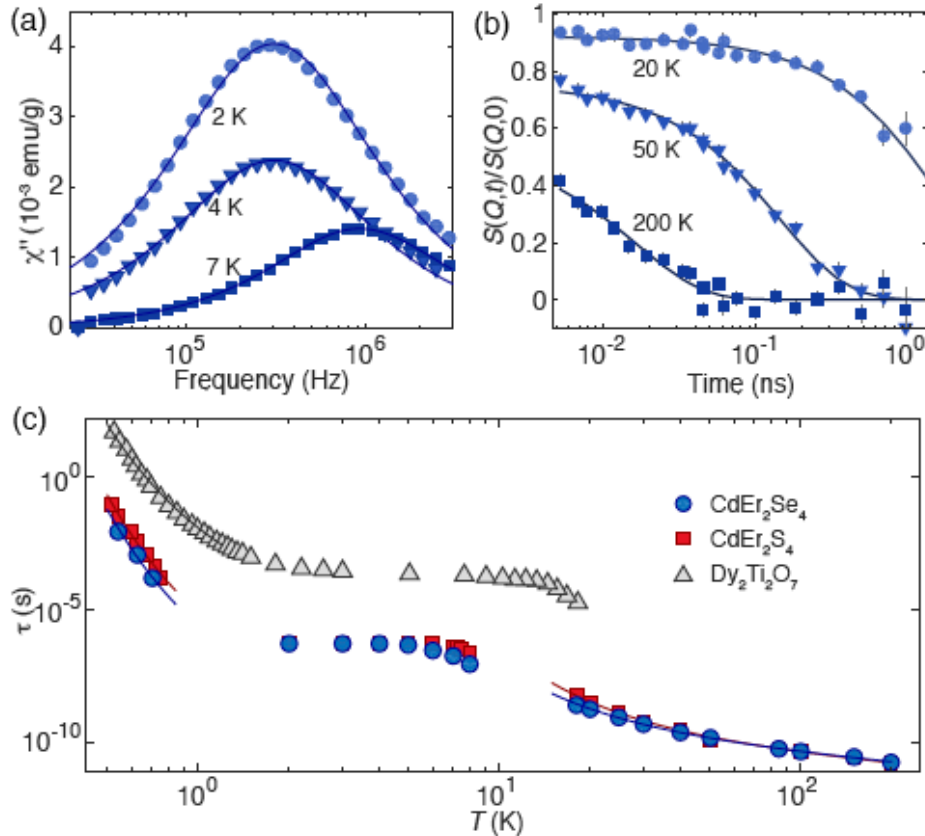 (a)
χ'' (10⁻³ emu/g)
4
3
2
1
0
2 K
4 K
7 K
10⁵
10⁶
Frequency (Hz)
(b)
S(Q,t)/S(Q,0)
1
0.8
0.6
0.4
0.2
0
20 K
50 K
200 K
10⁻²
10⁻¹
10⁰
Time (ns)
(c)
τ (s)
10⁰
10⁻⁵
10⁻¹⁰
CdEr₂Se₄
CdEr₂S₄
Dy₂Ti₂O₇
10⁰
10¹
10²
T (K)